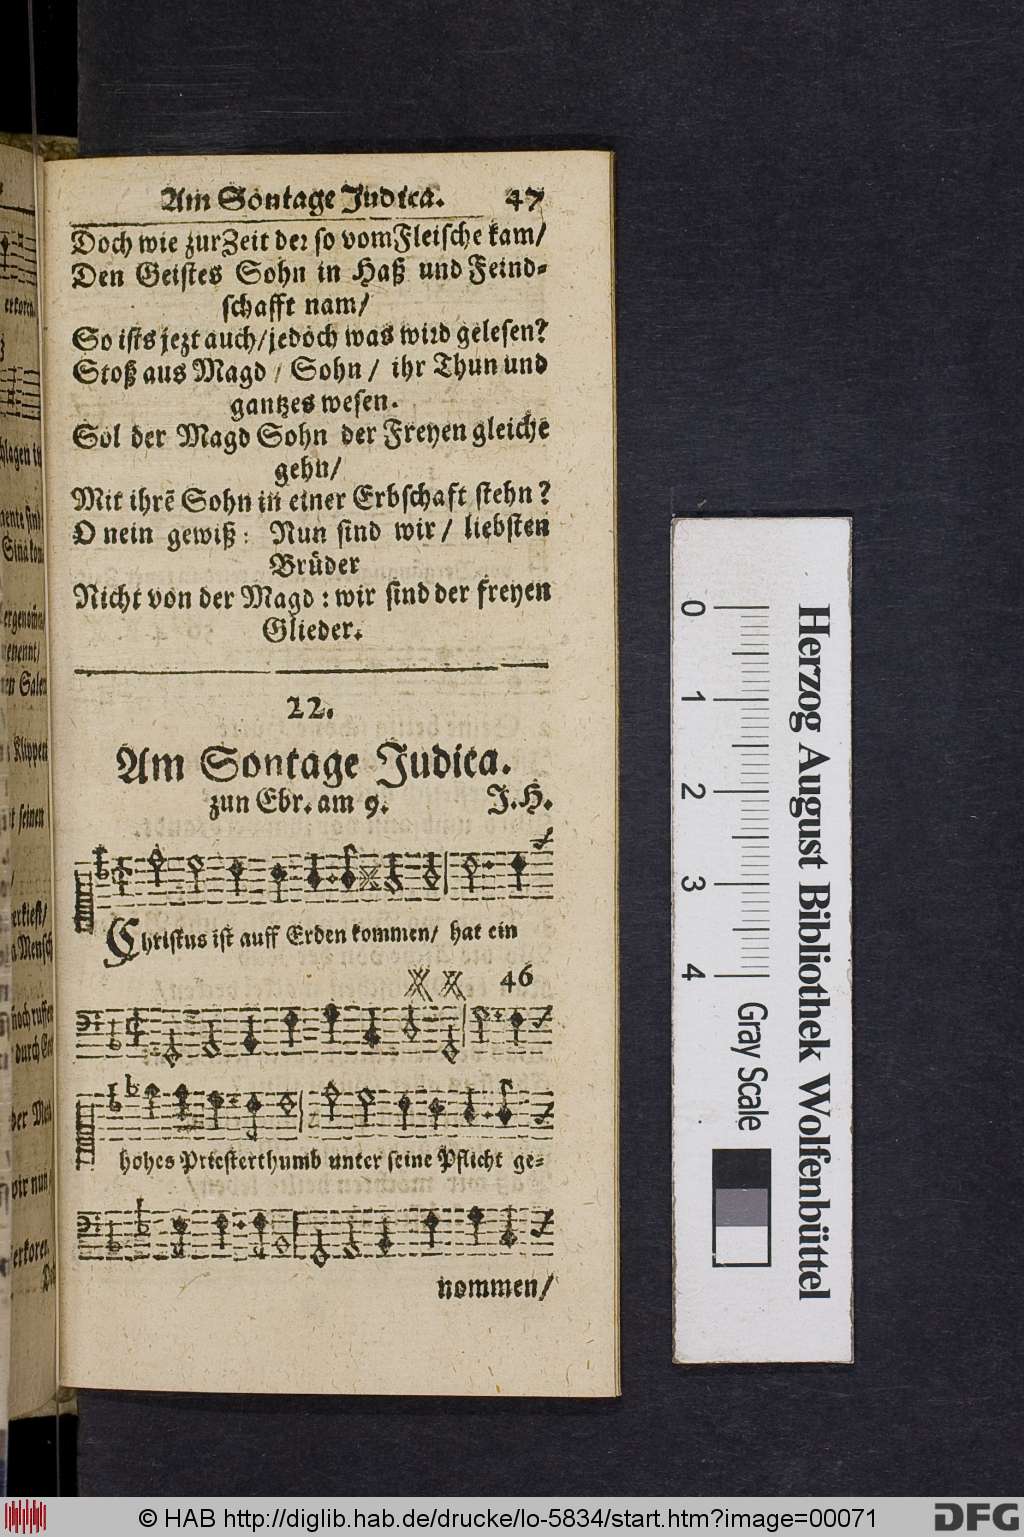 Am Sontage Judica. 47
Doch wie zur Zeit der so vom Fleische kam/
Den Geistes Sohn in Haß und Feind-
schafft nam/
So ists jezt auch/jedoch was wird gelesen?
Stoß aus Magd/ Sohn/ ihr Thun und
gantzes wesen.
Sol der Magd Sohn der Freyen gleiche
gehn/
Mit ihrẽ Sohn in einer Erbschaft stehn?
O nein gewiß: Nun sind wir/ liebsten
Brüder
Nicht von der Magd: wir sind der freyen
Glieder.
22.
Am Sontage Judica.
zun Ebr. am 9. J. H.
Christus ist auff Erden kommen/ hat ein
46
hohes Priesterthumb unter seine Pflicht ge-
nommen/
0 1 2 3 4
Gray Scale
Herzog August Bibliothek Wolfenbüttel
© HAB http://diglib.hab.de/drucke/lo-5834/start.htm?image=00071
DFG